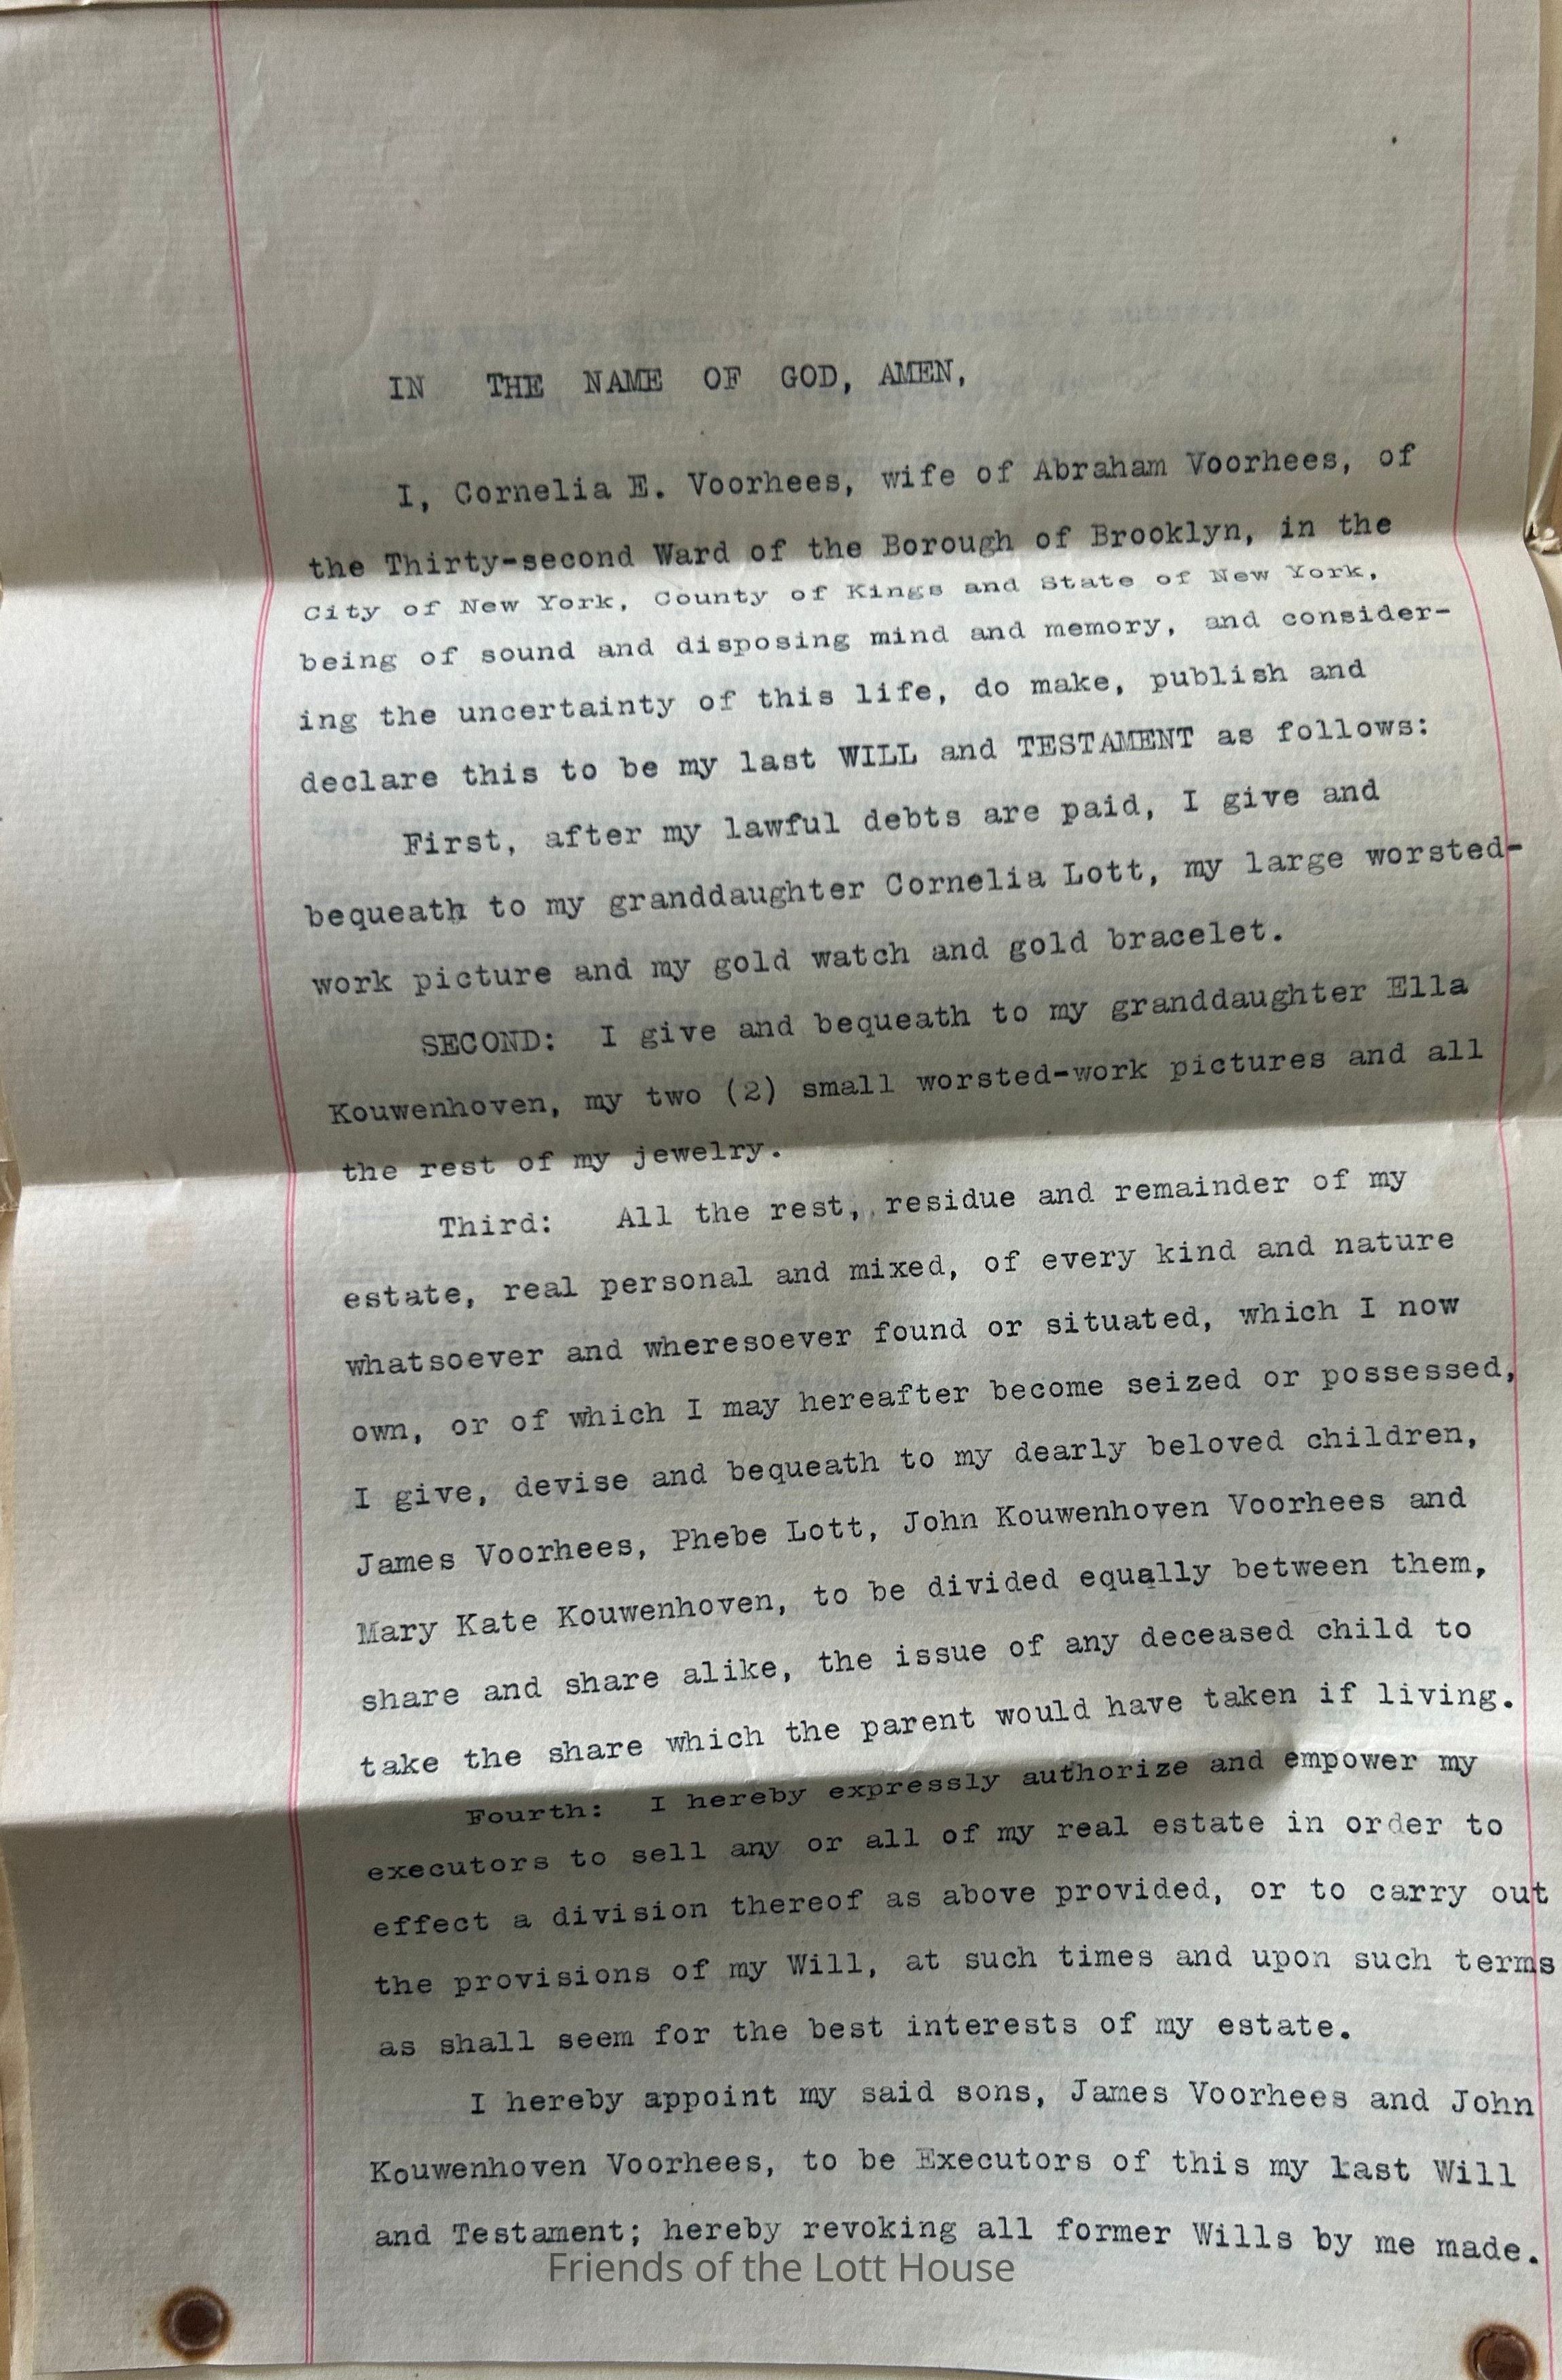 IN THE NAME OF GOD, AMEN,
I, Cornelia E. Voorhees, wife of Abraham Voorhees, of
the Thirty-second Ward of the Borough of Brooklyn, in the
City of New York, County of Kings and State of New York,
being of sound and disposing mind and memory, and consider-
ing the uncertainty of this life, do make, publish and
declare this to be my last WILL and TESTAMENT as follows:
First, after my lawful debts are paid, I give and
bequeath to my granddaughter Cornelia Lott, my large worsted-
work picture and my gold watch and gold bracelet.
SECOND: I give and bequeath to my granddaughter Ella
Kouwenhoven, my two (2) small worsted-work pictures and all
the rest of my jewelry.
Third: All the rest, residue and remainder of my
estate, real personal and mixed, of every kind and nature
whatsoever and wheresoever found or situated, which I now
own, or of which I may hereafter become seized or possessed,
I give, devise and bequeath to my dearly beloved children,
James Voorhees, Phebe Lott, John Kouwenhoven Voorhees and
Mary Kate Kouwenhoven, to be divided equally between them,
share and share alike, the issue of any deceased child to
take the share which the parent would have taken if living.
Fourth: I hereby expressly authorize and empower my
executors to sell any or all of my real estate in order to
effect a division thereof as above provided, or to carry out
the provisions of my Will, at such times and upon such terms
as shall seem for the best interests of my estate.
I hereby appoint my said sons, James Voorhees and John
Kouwenhoven Voorhees, to be Executors of this my last Will
and Testament; hereby revoking all former Wills by me made.
Friends of the Lott House